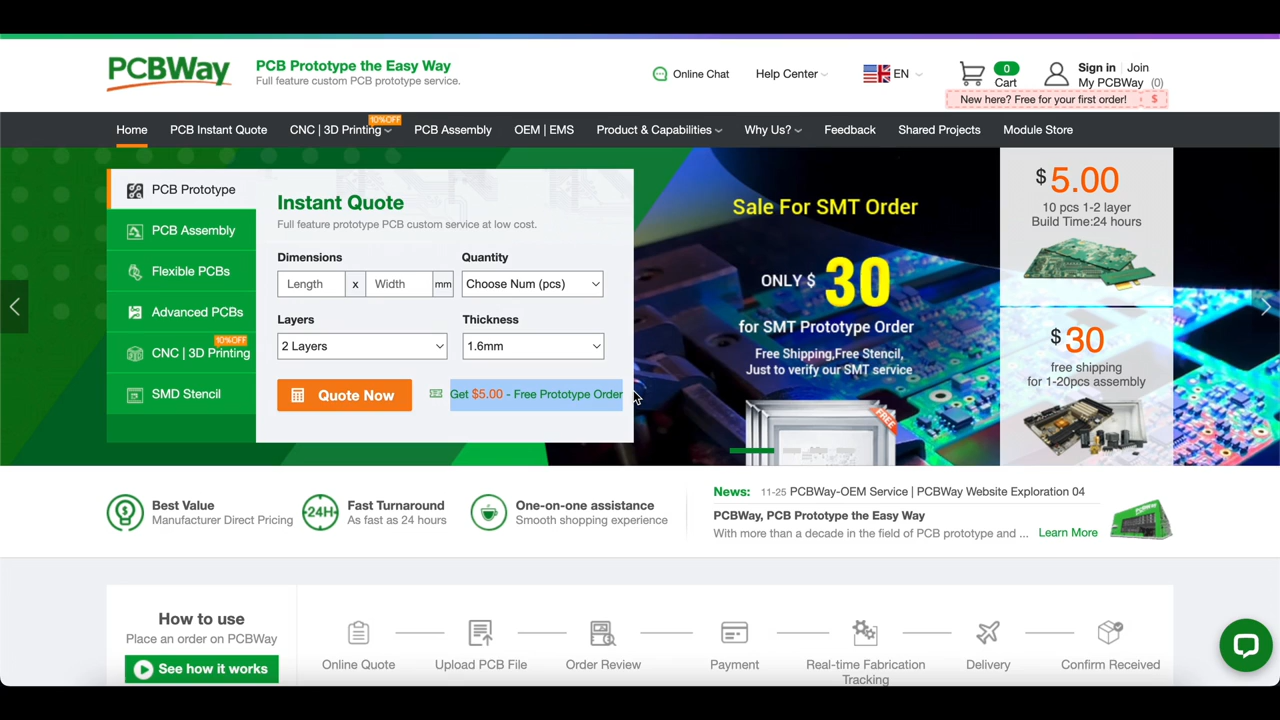 PCBWay
PCB Prototype the Easy Way
Full feature custom PCB prototype service.
Online Chat
Help Center
EN
0
Cart
Sign in | Join
My PCBWay (0)
New here? Free for your first order! $
Home
PCB Instant Quote
CNC | 3D Printing
10%OFF
PCB Assembly
OEM | EMS
Product & Capabilities
Why Us?
Feedback
Shared Projects
Module Store
PCB Prototype
PCB Assembly
Flexible PCBs
Advanced PCBs
10%OFF
CNC | 3D Printing
SMD Stencil
Instant Quote
Full feature prototype PCB custom service at low cost.
Dimensions
Length x Width mm
Quantity
Choose Num (pcs)
Layers
2 Layers
Thickness
1.6mm
Quote Now
Get $5.00 - Free Prototype Order
Sale For SMT Order
ONLY $ 30
for SMT Prototype Order
Free Shipping,Free Stencil,
Just to verify our SMT service
FREE
$ 5.00
10 pcs 1-2 layer
Build Time:24 hours
$ 30
free shipping
for 1-20pcs assembly
Best Value
Manufacturer Direct Pricing
24H
Fast Turnaround
As fast as 24 hours
One-on-one assistance
Smooth shopping experience
News: 11-25 PCBWay-OEM Service | PCBWay Website Exploration 04
PCBWay, PCB Prototype the Easy Way
With more than a decade in the field of PCB prototype and ... Learn More
How to use
Place an order on PCBWay
See how it works
Online Quote
Upload PCB File
Order Review
Payment
Real-time Fabrication
Tracking
Delivery
Confirm Received